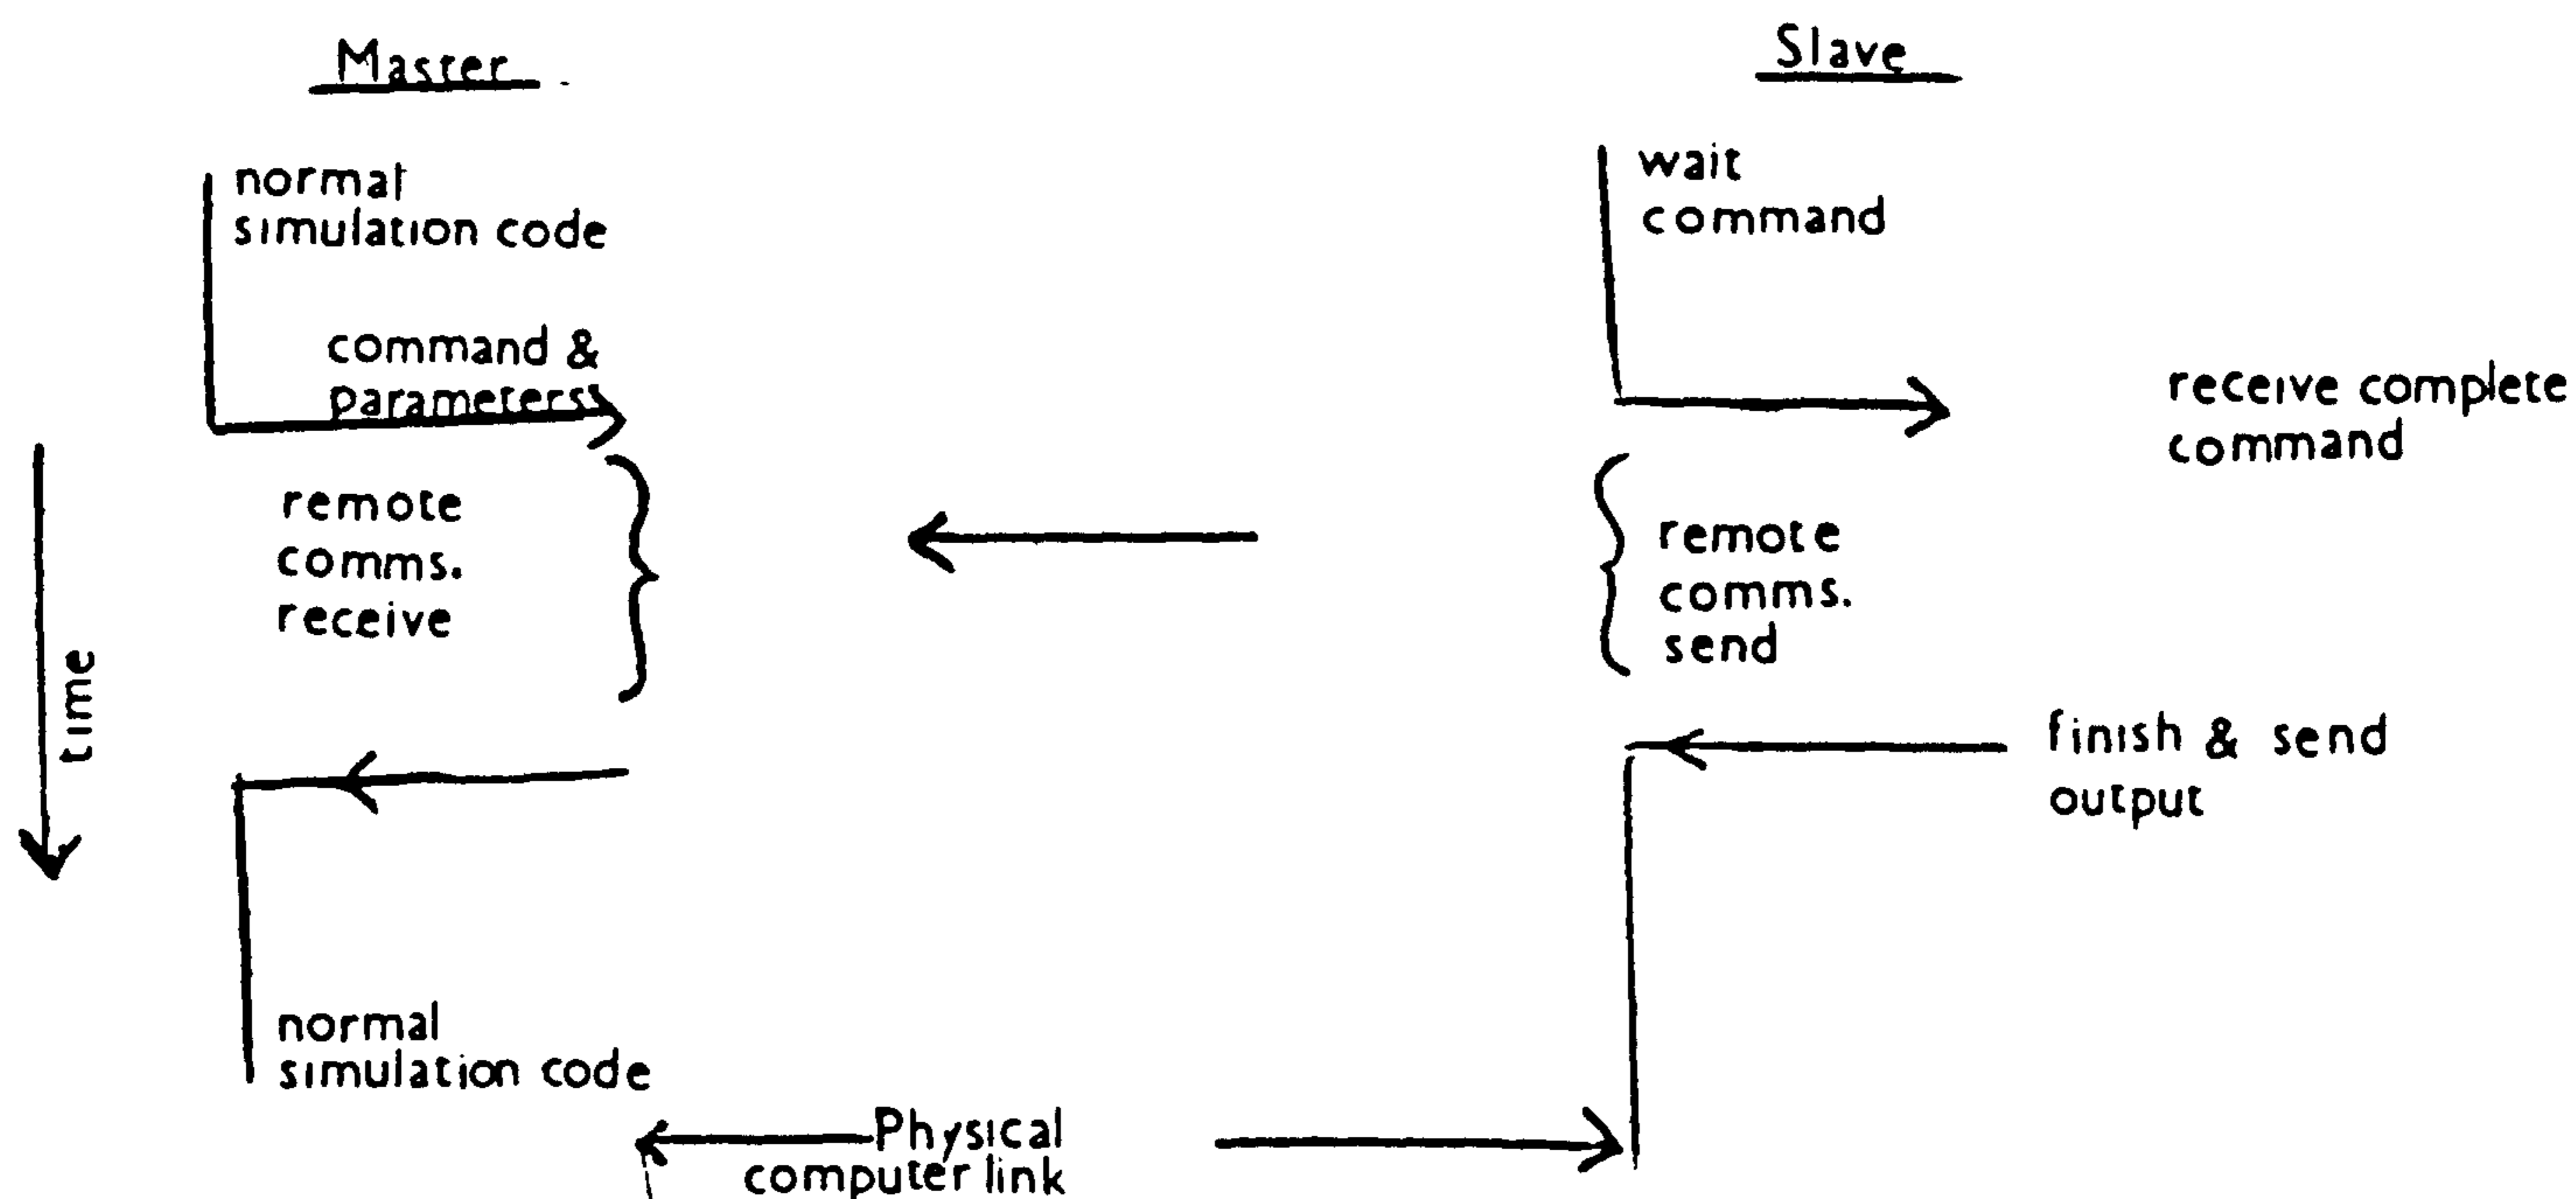 Master
Slave
normal
simulation code
wait
command
command &
parameters
receive complete
command
remote
comms.
receive
remote
comms.
send
time
finish & send
output
normal
simulation code
Physical
computer link